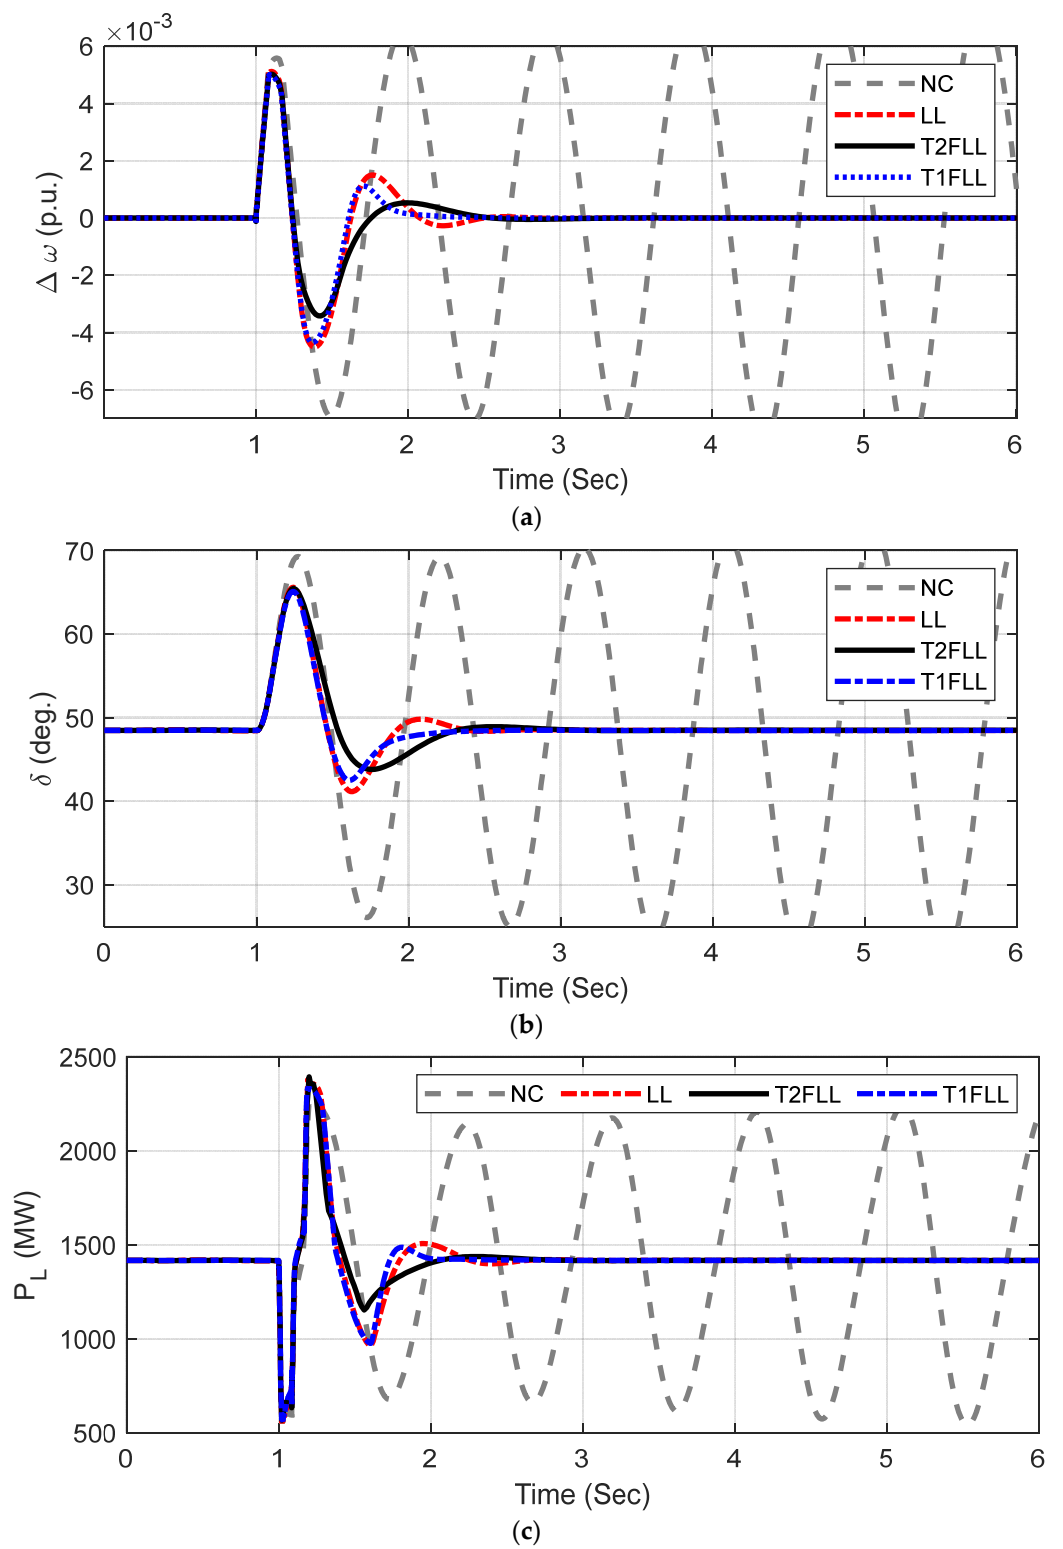 ×10⁻³
6
4
2
0
-2
-4
-6
Δ ω (p.u.)
NC
LL
T2FLL
T1FLL
1 2 3 4 5 6
Time (Sec)
(a)
70
60
50
40
30
δ (deg.)
NC
LL
T2FLL
T1FLL
0 1 2 3 4 5 6
Time (Sec)
(b)
2500
2000
1500
1000
500
P_L (MW)
NC LL T2FLL T1FLL
0 1 2 3 4 5 6
Time (Sec)
(c)